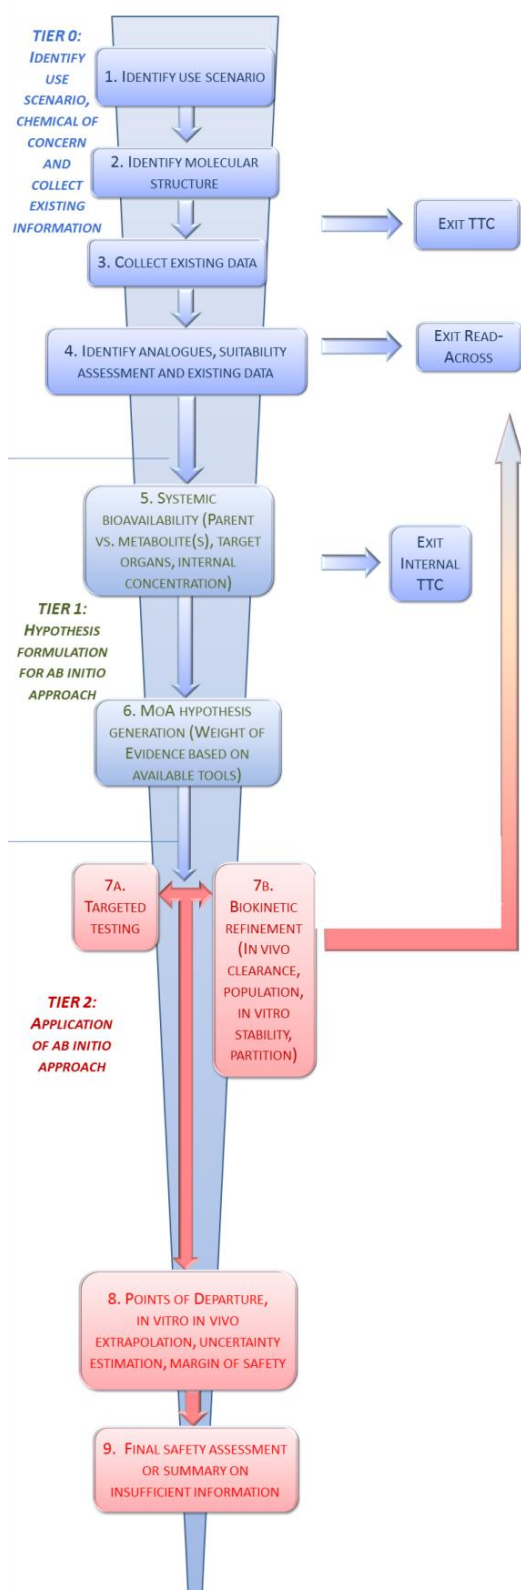 TIER 0:
IDENTIFY
USE
SCENARIO,
CHEMICAL OF
CONCERN
AND
COLLECT
EXISTING
INFORMATION
1. IDENTIFY USE SCENARIO
2. IDENTIFY MOLECULAR
STRUCTURE
EXIT TTC
3. COLLECT EXISTING DATA
4. IDENTIFY ANALOGUES, SUITABILITY
ASSESSMENT AND EXISTING DATA
EXIT READ-
ACROSS
5. SYSTEMIC
BIOAVAILABILITY (PARENT
VS. METABOLITE(S), TARGET
ORGANS, INTERNAL
CONCENTRATION)
EXIT
INTERNAL
TTC
TIER 1:
HYPOTHESIS
FORMULATION
FOR AB INITIO
APPROACH
6. MOA HYPOTHESIS
GENERATION (WEIGHT OF
EVIDENCE BASED ON
AVAILABLE TOOLS)
7A.
TARGETED
TESTING
7B.
BIOKINETIC
REFINEMENT
(IN VIVO
CLEARANCE,
POPULATION,
IN VITRO
STABILITY,
PARTITION)
TIER 2:
APPLICATION
OF AB INITIO
APPROACH
8. POINTS OF DEPARTURE,
IN VITRO IN VIVO
EXTRAPOLATION, UNCERTAINTY
ESTIMATION, MARGIN OF SAFETY
9. FINAL SAFETY ASSESSMENT
OR SUMMARY ON
INSUFFICIENT INFORMATION